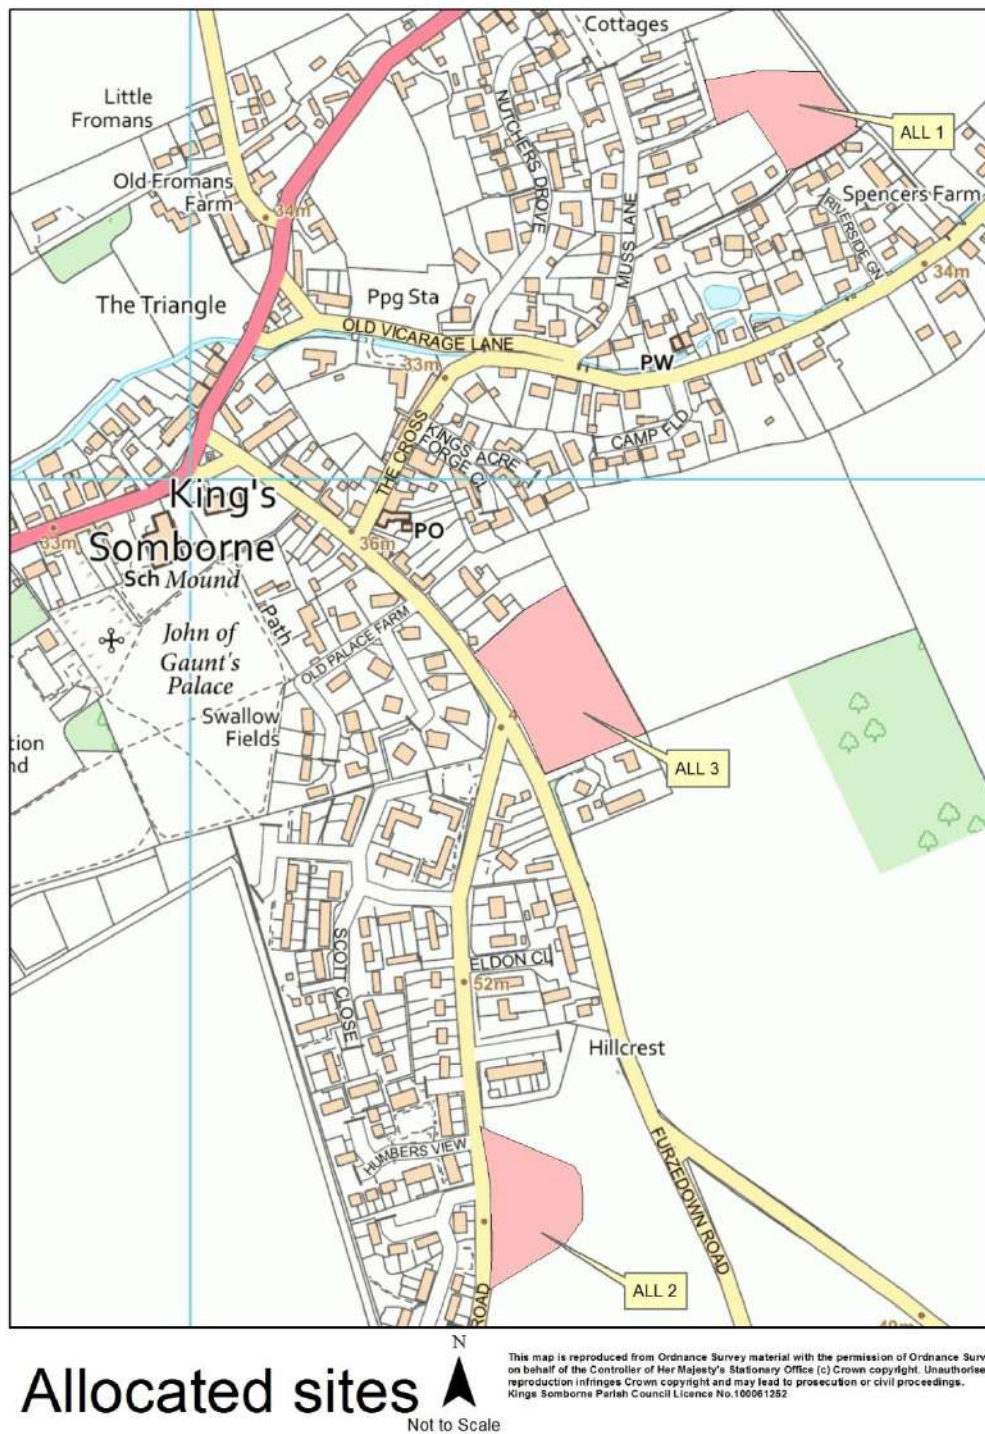 Cottages
Little
Fromans
ALL 1
NUTCHERS DROVE
Old Fromans
Farm
34m
MUSS LANE
Spencers Farm
RIVERSIDE GN
34m
The Triangle
Ppg Sta
OLD VICARAGE LANE
33m
PW
THE CROSS
KINGS ACRE
FORGE CL
CAMP FLD
King's
Somborne
33m
36m
PO
Sch
Mound
Path
John of
Gaunt's
Palace
OLD PALACE FARM
Swallow
Fields
4
tion
nd
ALL 3
SCOTT CLOSE
ELDON CL
52m
Hillcrest
HUMBERS VIEW
FURZEDOWN ROAD
ALL 2
ROAD
Allocated sites
N
Not to Scale
This map is reproduced from Ordnance Survey material with the permission of Ordnance Surv
on behalf of the Controller of Her Majesty's Stationary Office (c) Crown copyright. Unauthorise
reproduction infringes Crown copyright and may lead to prosecution or civil proceedings.
Kings Somborne Parish Council Licence No.100061252